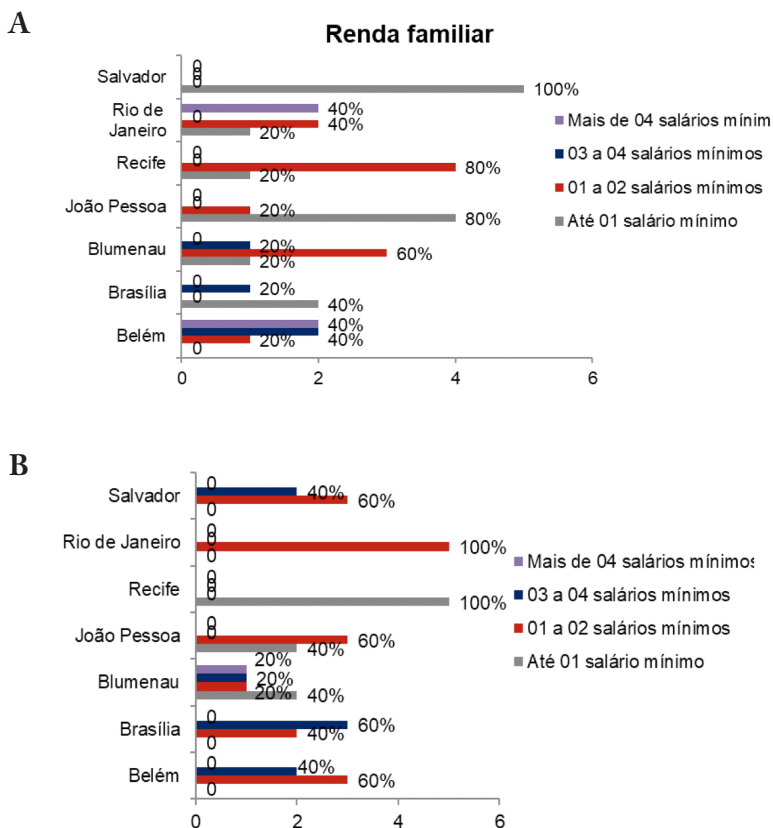 A
Renda familiar
Salvador
0
0
0
100%
Rio de Janeiro
40%
0
40%
20%
Recife
0
0
80%
20%
João Pessoa
0
0
20%
80%
Blumenau
0
20%
60%
20%
Brasília
0
20%
0
40%
Belém
40%
40%
20%
0
0
2
4
6
Mais de 04 salários mínim
03 a 04 salários mínimos
01 a 02 salários mínimos
Até 01 salário mínimo
B
Salvador
0
40%
60%
0
Rio de Janeiro
0
0
100%
0
Recife
0
0
0
100%
João Pessoa
0
0
60%
40%
Blumenau
20%
20%
20%
40%
Brasília
0
60%
40%
0
Belém
0
40%
60%
0
0
2
4
6
Mais de 04 salários mínimos
03 a 04 salários mínimos
01 a 02 salários mínimos
Até 01 salário mínimo